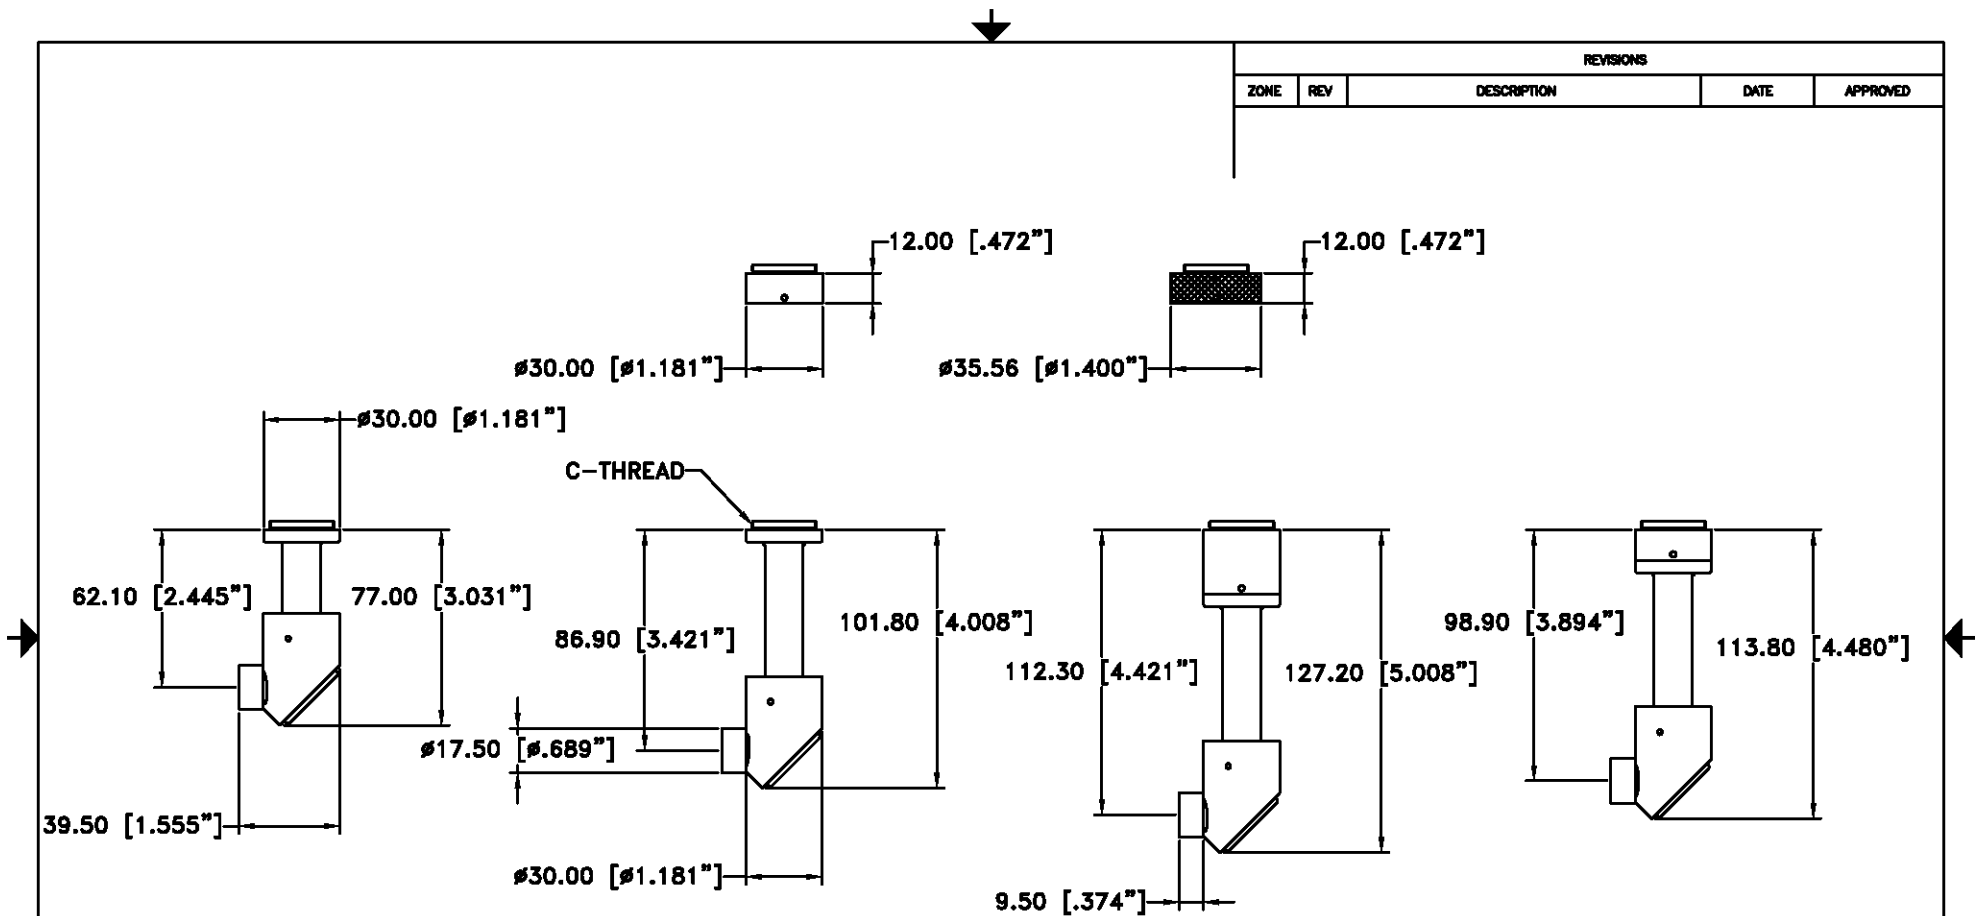 REVISIONS
ZONE REV DESCRIPTION DATE APPROVED
12.00 [.472"]
12.00 [.472"]
ø30.00 [ø1.181"]
ø35.56 [ø1.400"]
ø30.00 [ø1.181"]
C-THREAD
62.10 [2.445"]
77.00 [3.031"]
86.90 [3.421"]
101.80 [4.008"]
112.30 [4.421"]
127.20 [5.008"]
98.90 [3.894"]
113.80 [4.480"]
ø17.50 [ø.689"]
39.50 [1.555"]
ø30.00 [ø1.181"]
9.50 [.374"]